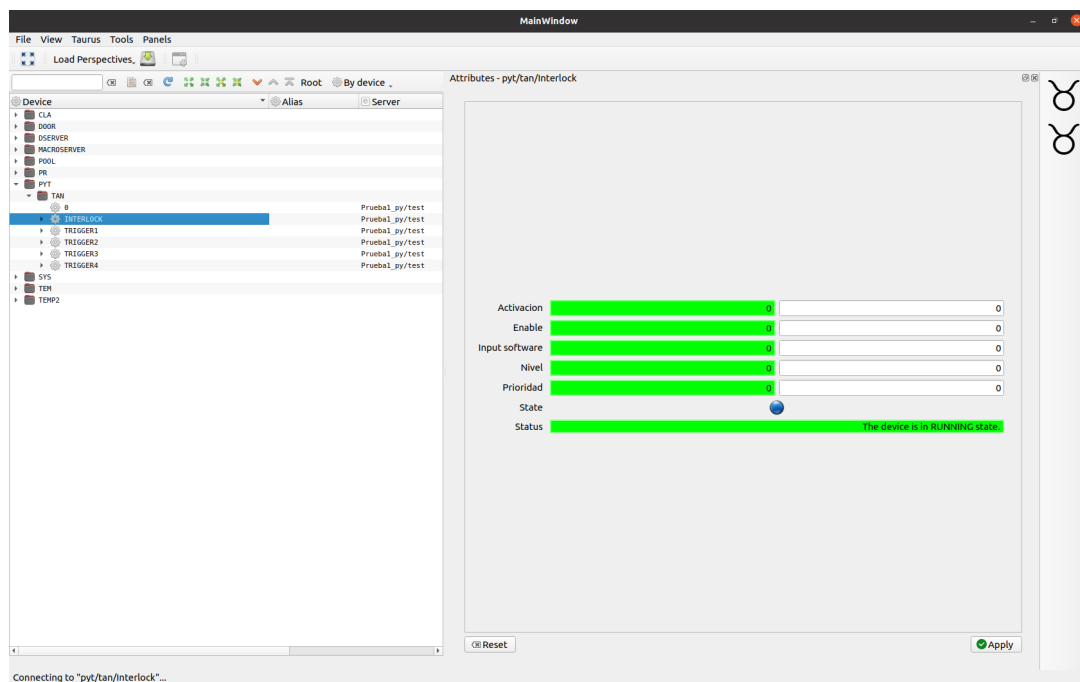 MainWindow
File View Taurus Tools Panels
Load Perspectives
Root By device
Device Alias Server
CLA
DOOR
DSERVER
MACROSERVER
POOL
PR
PYT
TAN
0 Prueba1_py/test
INTERLOCK Prueba1_py/test
TRIGGER1 Prueba1_py/test
TRIGGER2 Prueba1_py/test
TRIGGER3 Prueba1_py/test
TRIGGER4 Prueba1_py/test
SYS
TEM
TEMP2
Connecting to "pyt/tan/Interlock"...
Attributes - pyt/tan/Interlock
Activacion 0 0
Enable 0 0
Input software 0 0
Nivel 0 0
Prioridad 0 0
State
Status The device is in RUNNING state.
Reset Apply